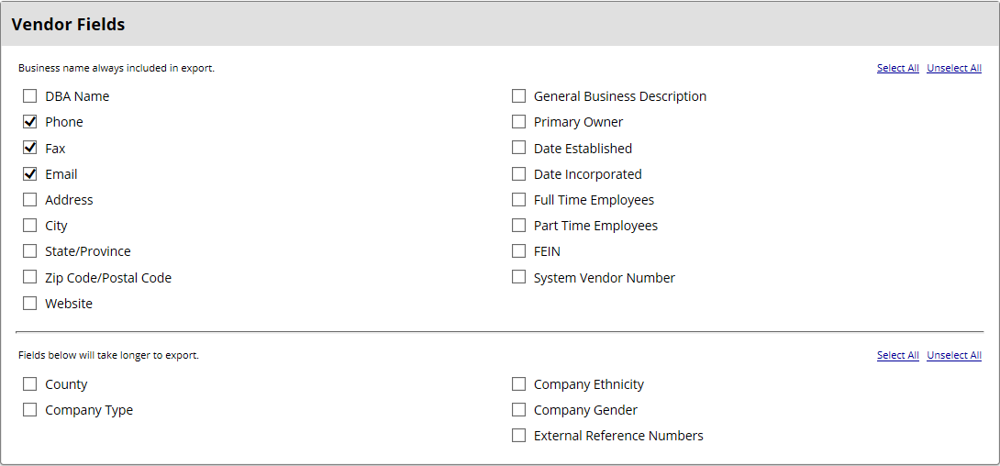 Vendor Fields
Business name always included in export.
Select All Unselect All
DBA Name
Phone
Fax
Email
Address
City
State/Province
Zip Code/Postal Code
Website
General Business Description
Primary Owner
Date Established
Date Incorporated
Full Time Employees
Part Time Employees
FEIN
System Vendor Number
Fields below will take longer to export.
Select All Unselect All
County
Company Type
Company Ethnicity
Company Gender
External Reference Numbers